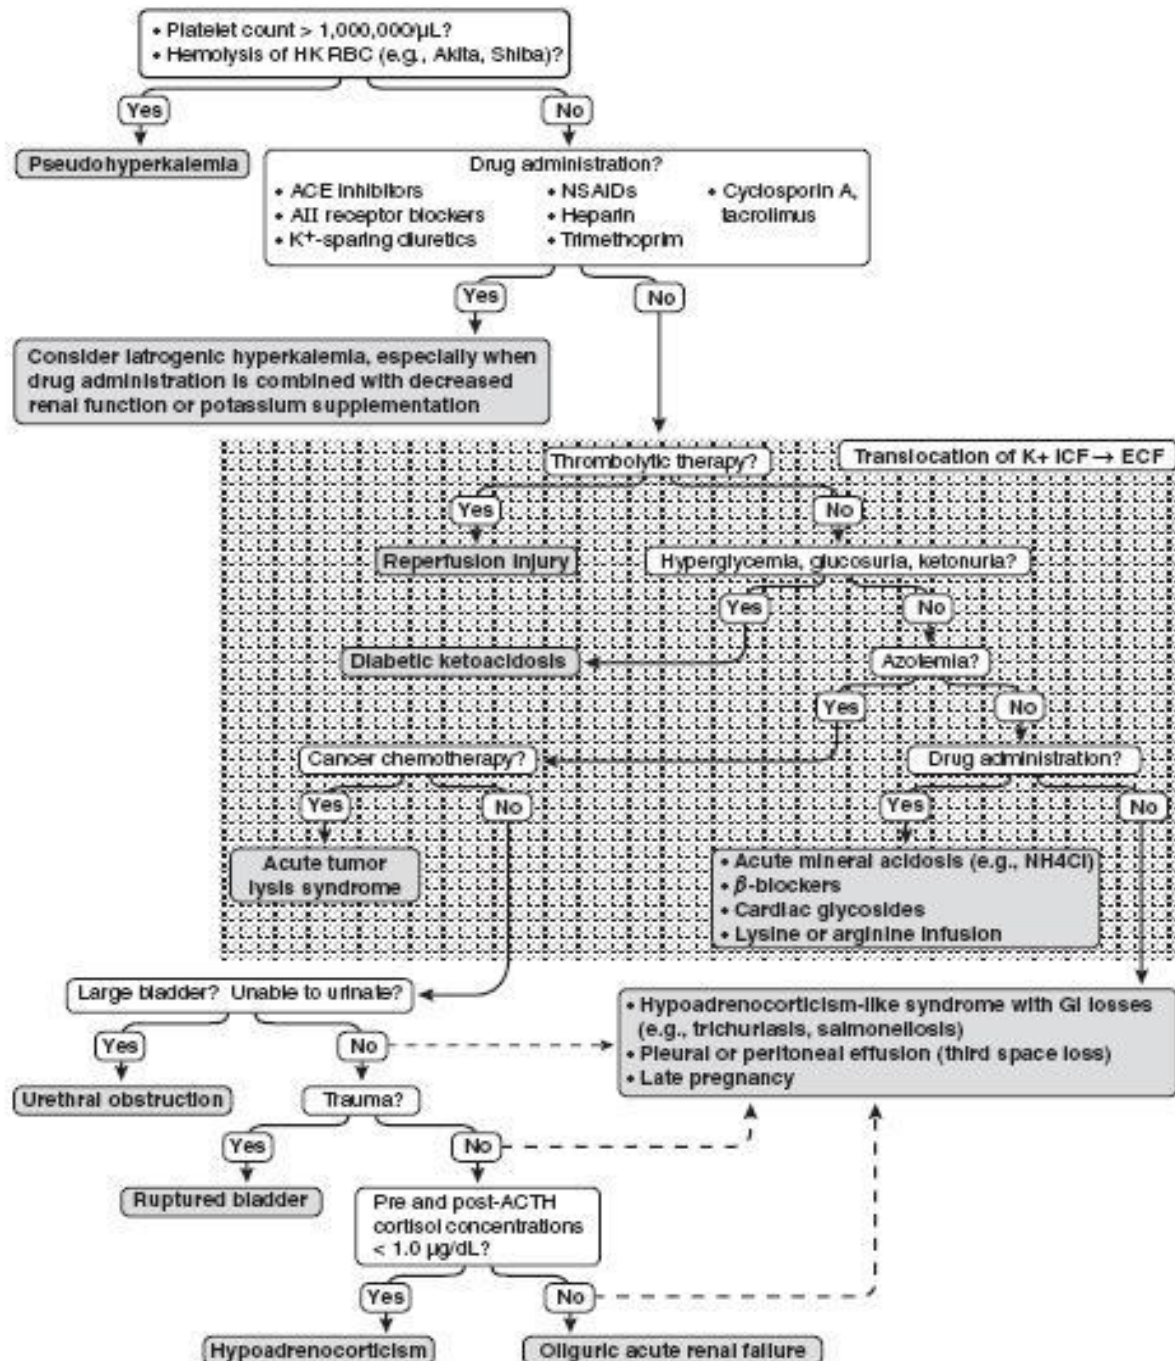 • Platelet count > 1,000,000/µL?
• Hemolysis of HK RBC (e.g., Akita, Shiba)?
Yes
No
Pseudohyperkalemia
Drug administration?
• ACE inhibitors
• AII receptor blockers
• K+-sparing diuretics
• NSAIDs
• Heparin
• Trimethoprim
• Cyclosporin A,
tacrolimus
Yes
No
Consider iatrogenic hyperkalemia, especially when
drug administration is combined with decreased
renal function or potassium supplementation
Thrombolytic therapy?
Translocation of K+ ICF → ECF
Yes
No
Reperfusion injury
Hyperglycemia, glucosuria, ketonuria?
Yes
No
Diabetic ketoacidosis
Azotemia?
Yes
No
Cancer chemotherapy?
Drug administration?
Yes
No
Yes
No
Acute tumor
lysis syndrome
• Acute mineral acidosis (e.g., NH4Cl)
• β-blockers
• Cardiac glycosides
• Lysine or arginine infusion
Large bladder? Unable to urinate?
• Hypoadrenocorticism-like syndrome with GI losses
(e.g., trichuriasis, salmonellosis)
• Pleural or peritoneal effusion (third space loss)
• Late pregnancy
Yes
No
Urethral obstruction
Trauma?
Yes
No
Ruptured bladder
Pre and post-ACTH
cortisol concentrations
< 1.0 µg/dL?
Yes
No
Hypoadrenocorticism
Oliguric acute renal failure